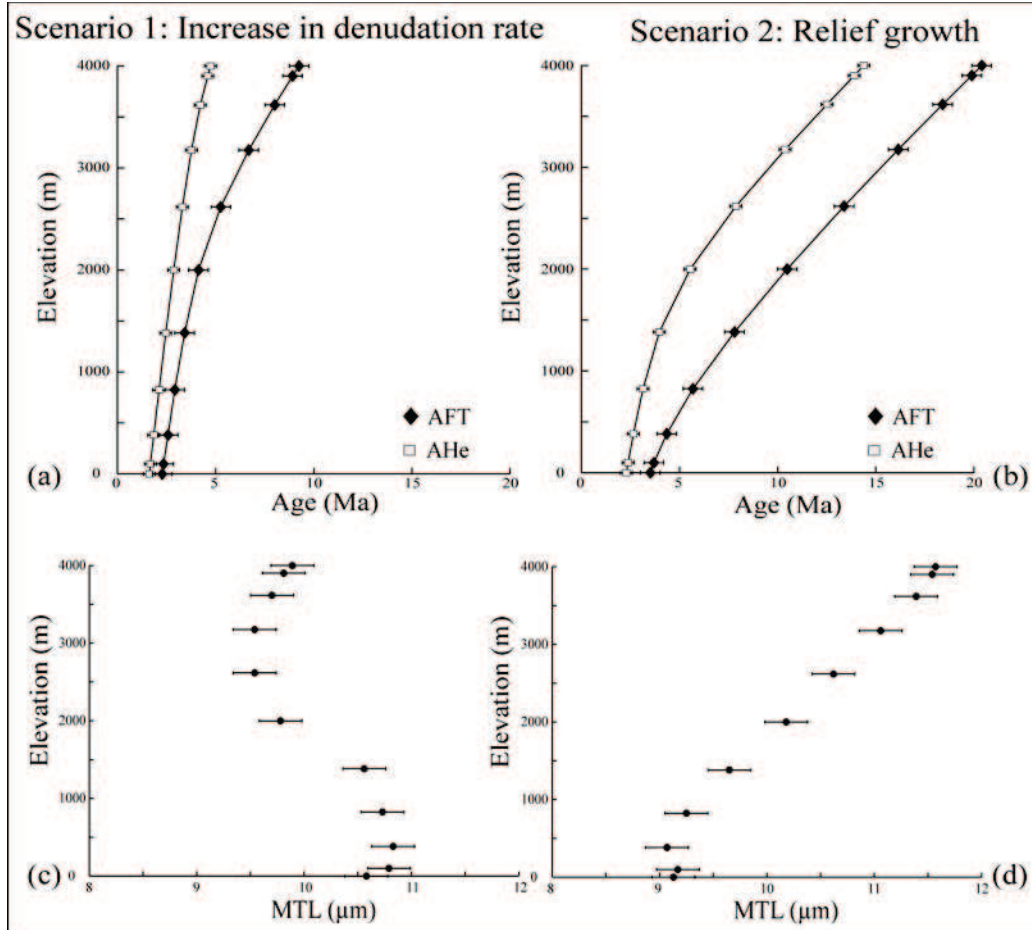 Scenario 1: Increase in denudation rate
Scenario 2: Relief growth
4000
3000
2000
1000
0
Elevation (m)
AFT
AHe
(a)
0 5 10 15 20
Age (Ma)
4000
3000
2000
1000
0
Elevation (m)
AFT
AHe
(b)
0 5 10 15 20
Age (Ma)
4000
3000
2000
1000
0
Elevation (m)
(c)
8 9 10 11 12
MTL (µm)
4000
3000
2000
1000
0
Elevation (m)
(d)
8 9 10 11 12
MTL (µm)